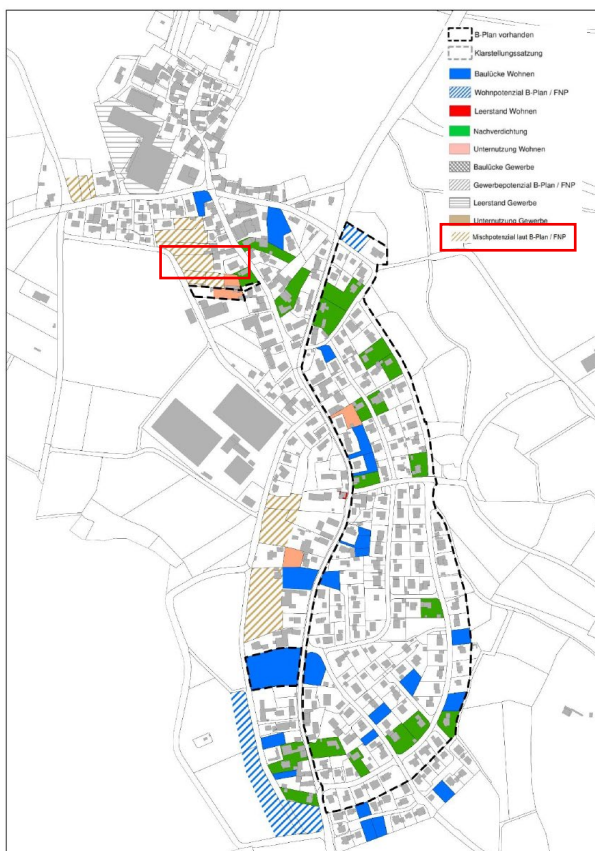 B-Plan vorhanden
Klarstellungssatzung
Baulücke Wohnen
Wohnpotenzial B-Plan / FNP
Leerstand Wohnen
Nachverdichtung
Unternutzung Wohnen
Baulücke Gewerbe
Gewerbepotenzial B-Plan / FNP
Leerstand Gewerbe
Unternutzung Gewerbe
Mischpotenzial laut B-Plan / FNP